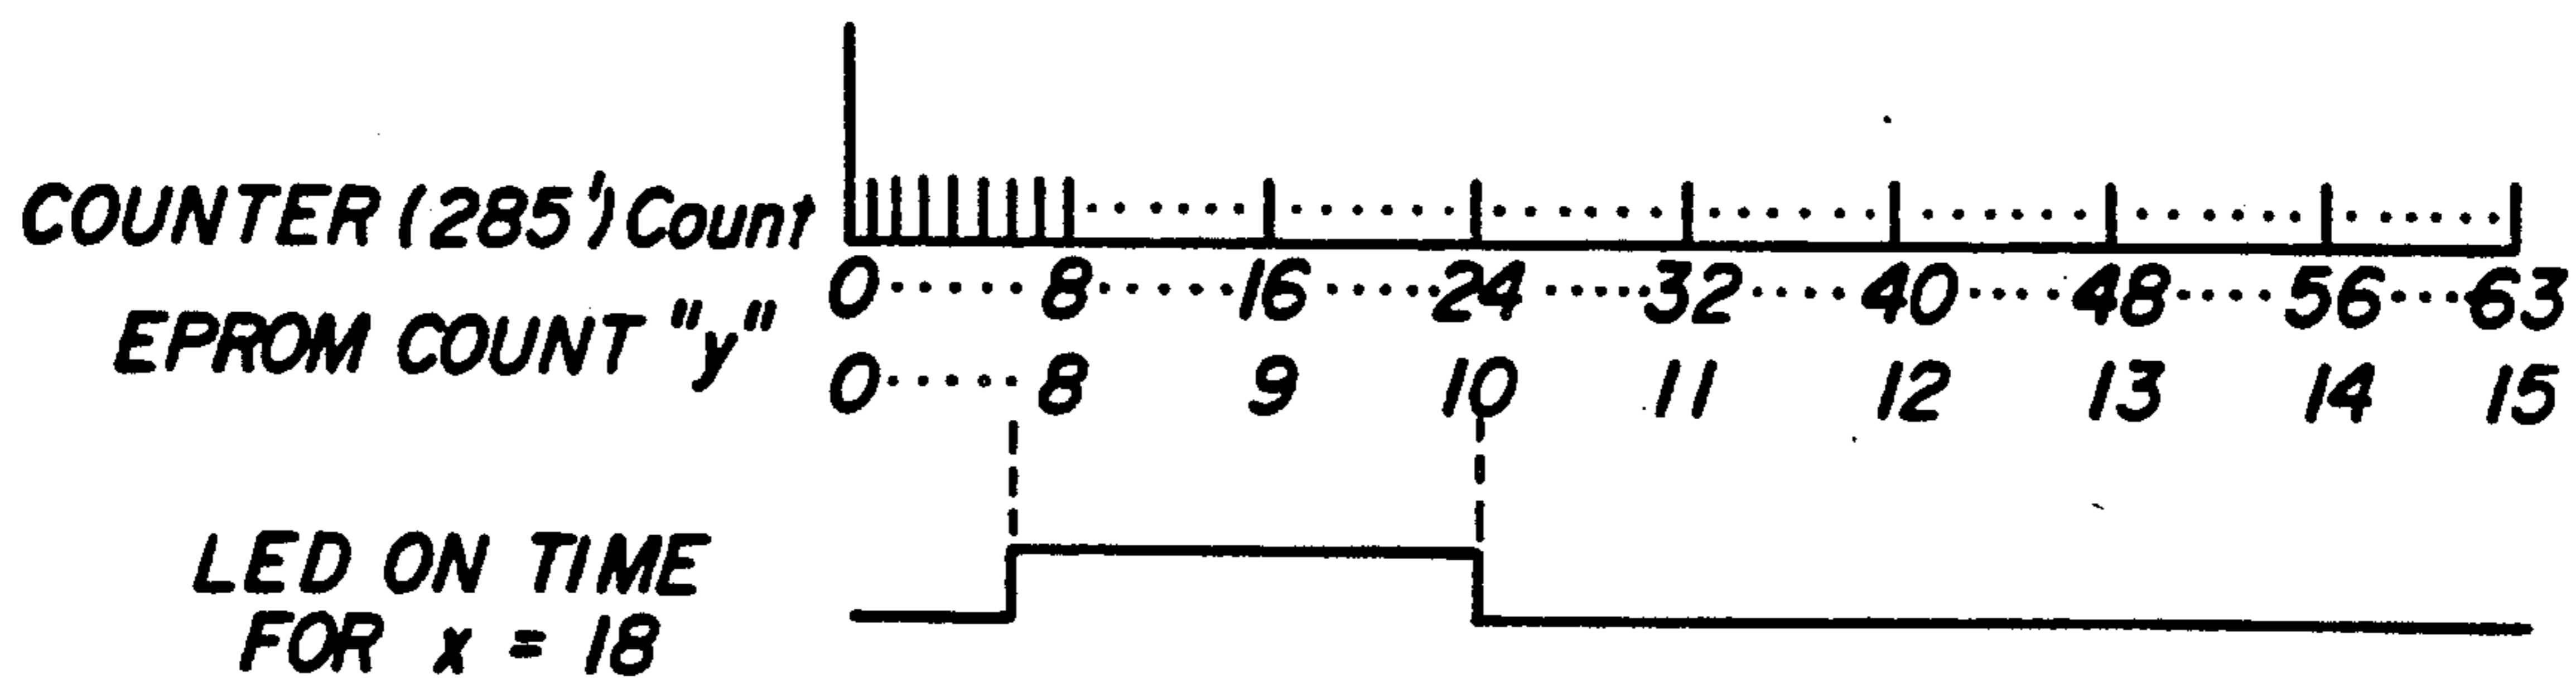 COUNTER (285') Count
0.....8.....16.....24.....32....40....48....56....63
EPROM COUNT "y"
0.....8 9 10 11 12 13 14 15
LED ON TIME
FOR x = 18